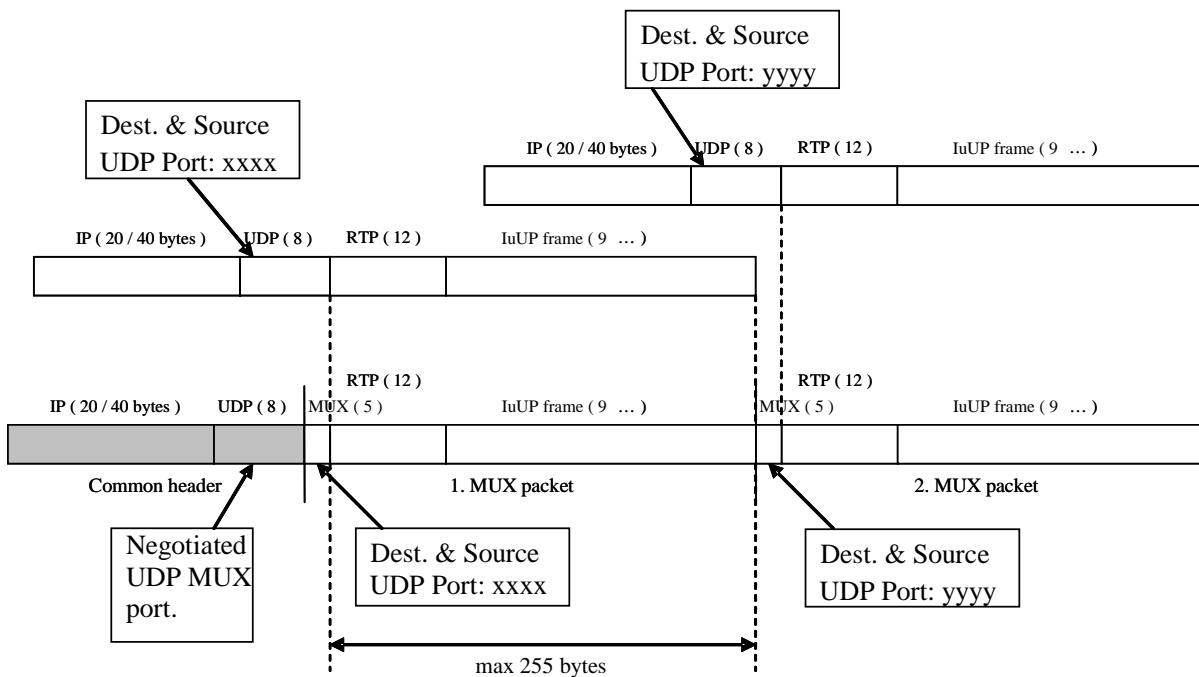 Dest. & Source
UDP Port: yyyy
Dest. & Source
UDP Port: xxxx
IP ( 20 / 40 bytes )
UDP ( 8 )
RTP ( 12 )
IuUP frame ( 9 … )
IP ( 20 / 40 bytes )
UDP ( 8 )
RTP ( 12 )
IuUP frame ( 9 … )
RTP ( 12 )
RTP ( 12 )
IP ( 20 / 40 bytes )
UDP ( 8 )
MUX ( 5 )
IuUP frame ( 9 … )
MUX ( 5 )
IuUP frame ( 9 … )
Common header
1. MUX packet
2. MUX packet
Negotiated
UDP MUX
port.
Dest. & Source
UDP Port: xxxx
Dest. & Source
UDP Port: yyyy
max 255 bytes